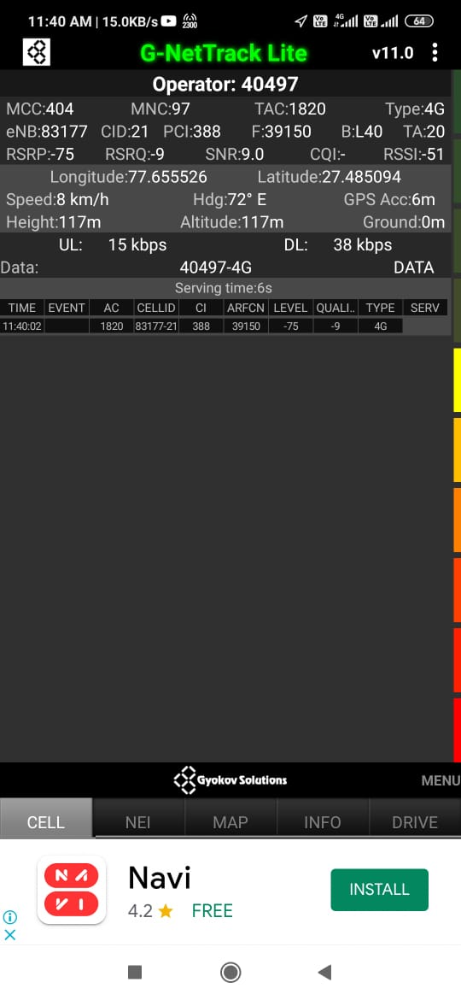 11:40 AM | 15.0KB/s 2300 Vo LTE 4G Vo LTE 64
G-NetTrack Lite v11.0
Operator: 40497
MCC:404 MNC:97 TAC:1820 Type:4G
eNB:83177 CID:21 PCI:388 F:39150 B:L40 TA:20
RSRP:-75 RSRQ:-9 SNR:9.0 CQI:- RSSI:-51
Longitude:77.655526 Latitude:27.485094
Speed:8 km/h Hdg:72° E GPS Acc:6m
Height:117m Altitude:117m Ground:0m
UL: 15 kbps DL: 38 kbps
Data: 40497-4G DATA
Serving time:6s
TIME EVENT AC CELLID CI ARFCN LEVEL QUALI.. TYPE SERV
11:40:02 1820 83177-21 388 39150 -75 -9 4G
Gyokov Solutions MENU
CELL NEI MAP INFO DRIVE
NAVI
Navi
4.2 ★ FREE
INSTALL